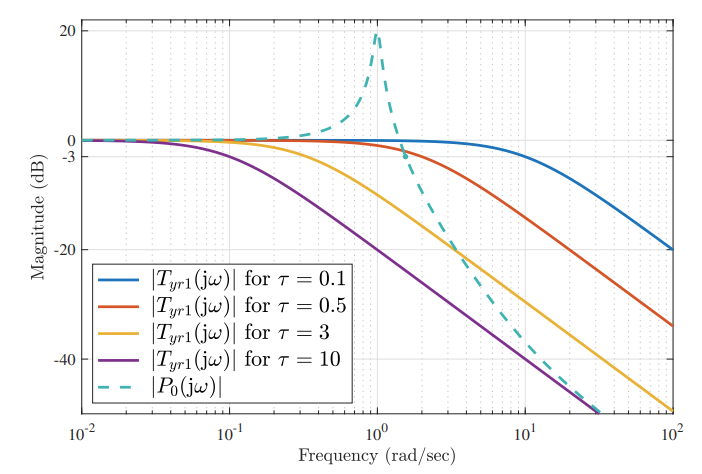 20
0
-3
-20
-40
Magnitude (dB)
|T_{yr1}(jω)| for τ = 0.1
|T_{yr1}(jω)| for τ = 0.5
|T_{yr1}(jω)| for τ = 3
|T_{yr1}(jω)| for τ = 10
|P_0(jω)|
10^{-2} 10^{-1} 10^0 10^1 10^2
Frequency (rad/sec)